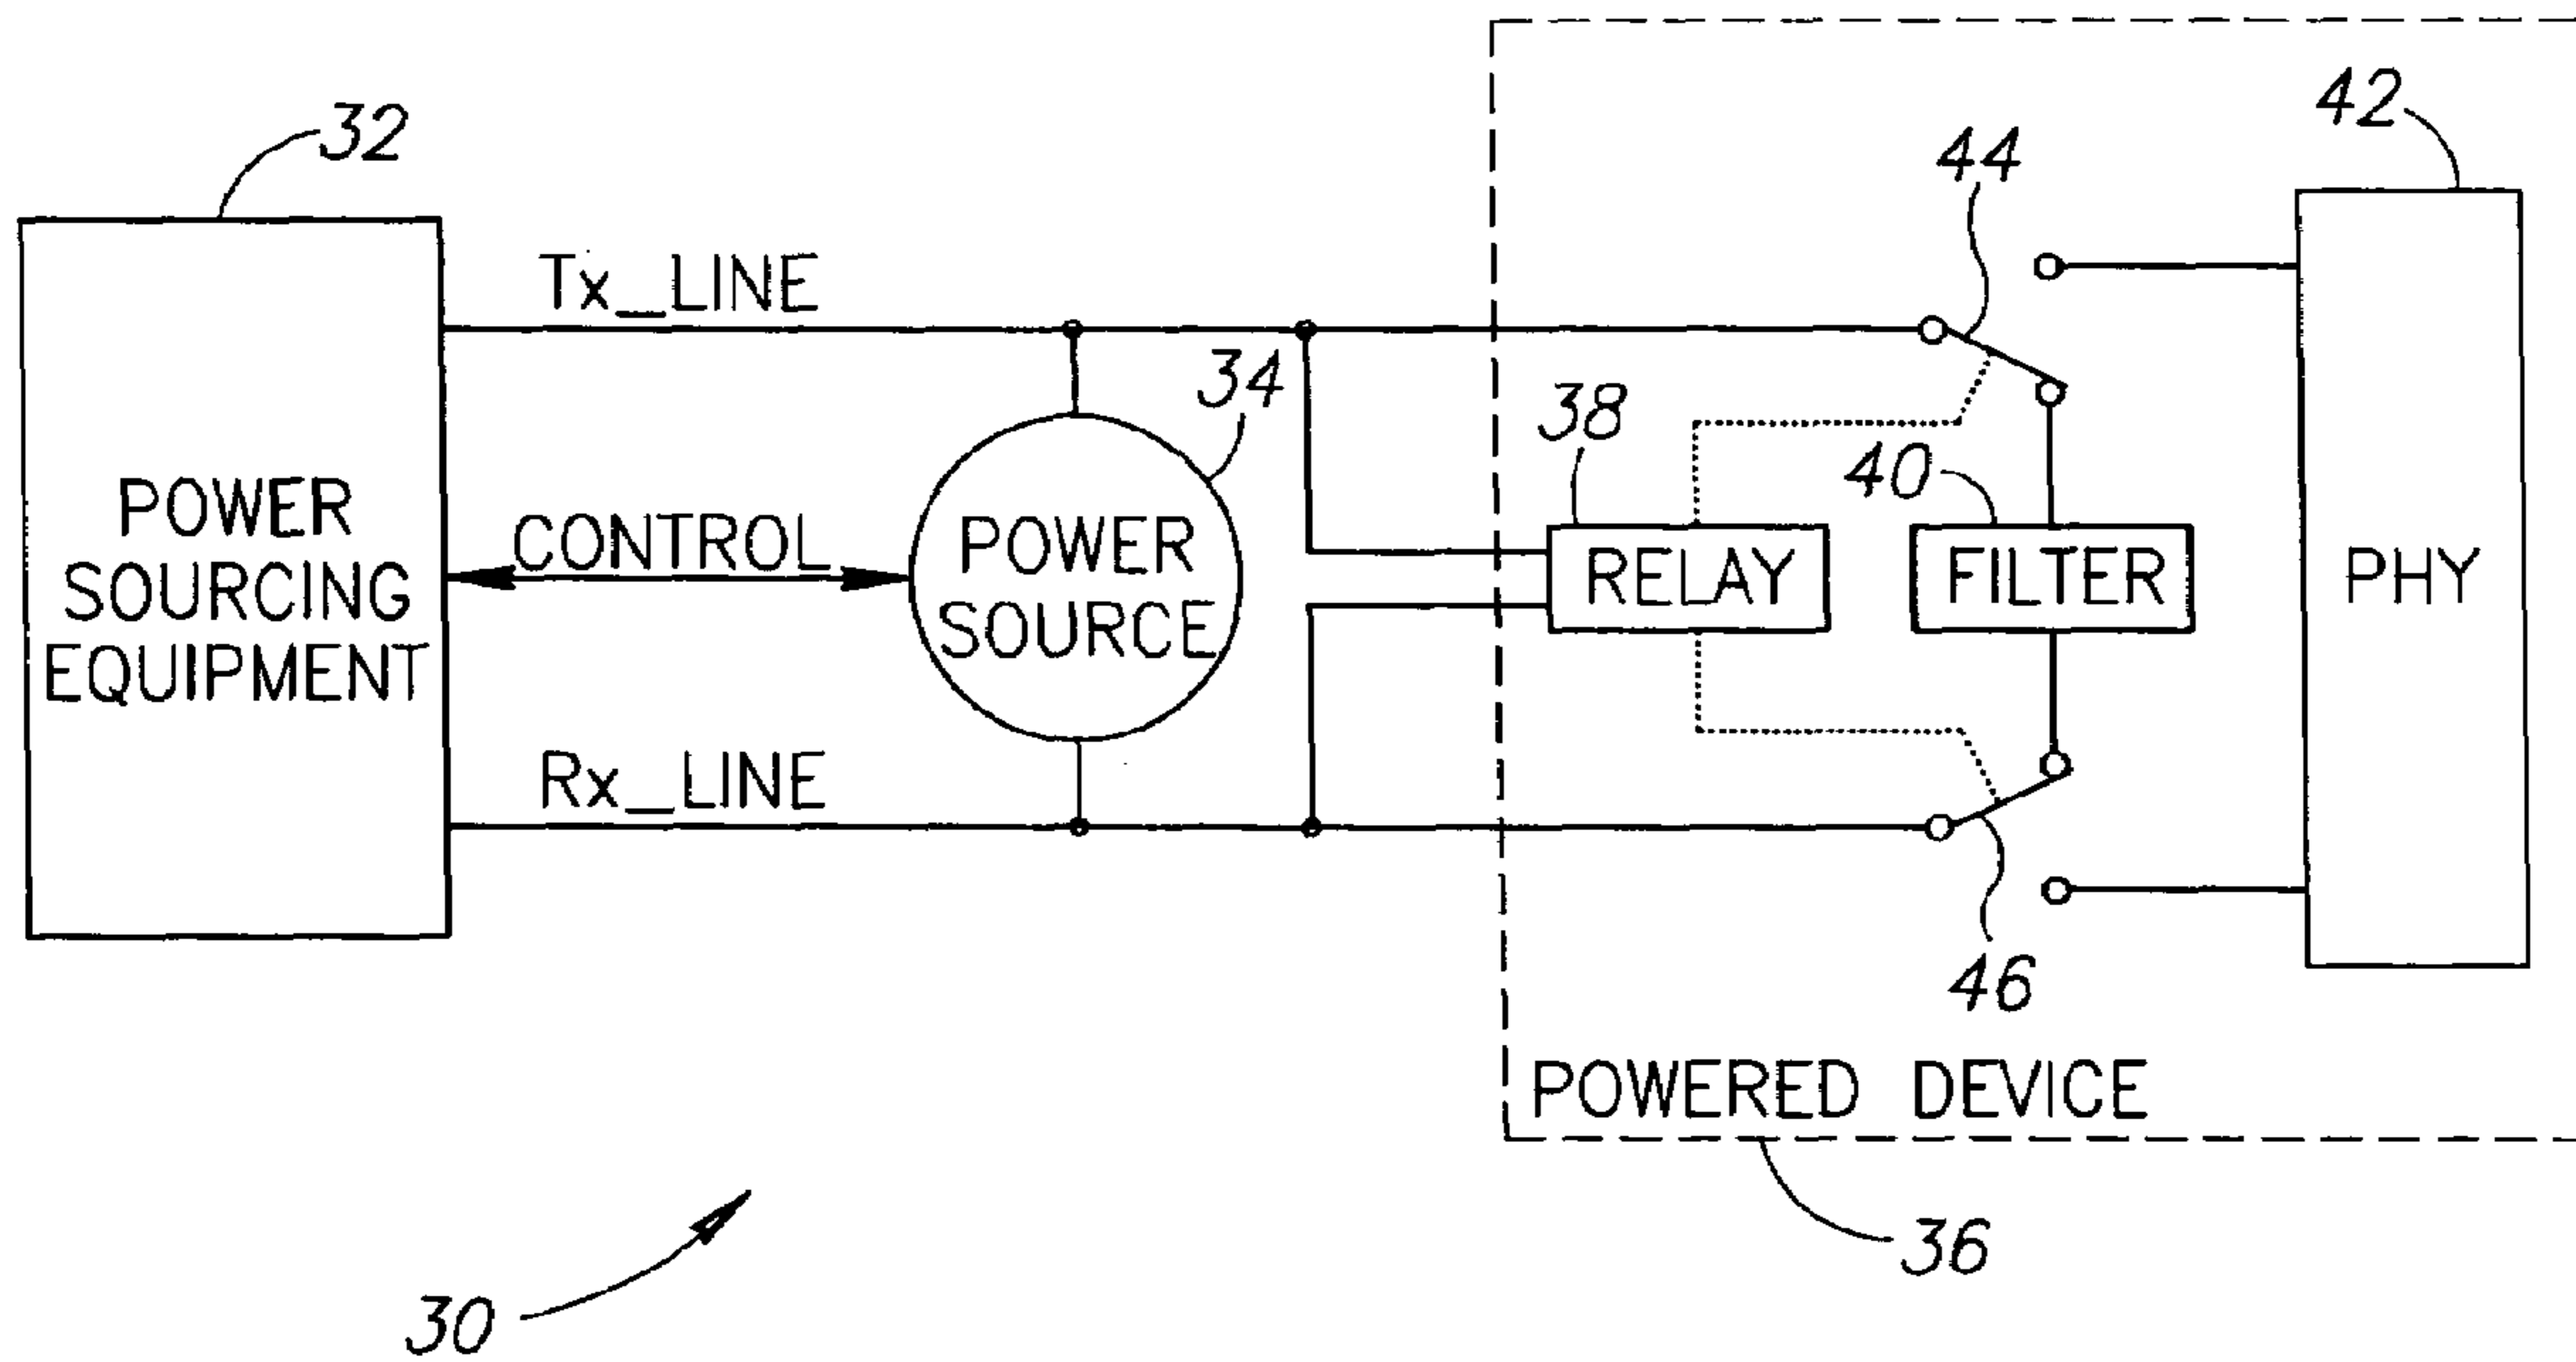 32
42
44
Tx_LINE
34
38
40
POWER
SOURCING
EQUIPMENT
CONTROL
POWER
SOURCE
RELAY
FILTER
PHY
Rx_LINE
46
POWERED DEVICE
36
30